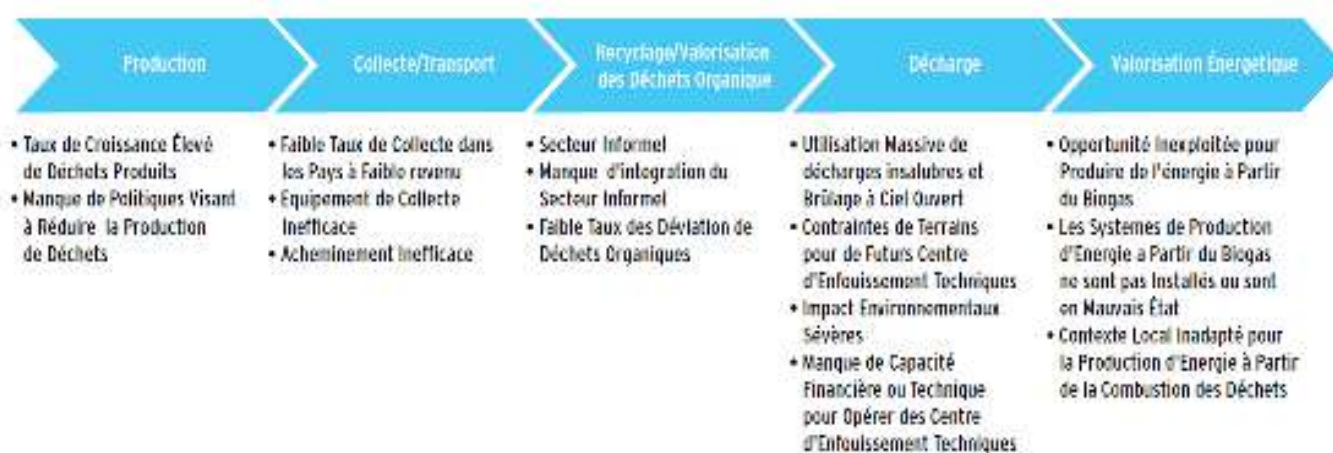 Production
Collecte/Transport
Recyclage/Valorisation
des Déchets Organique
Décharge
Valorisation Énergetique
• Taux de Croissance Élevé
de Déchets Produits
• Manque de Politiques Visant
à Réduire la Production
de Déchets
• Faible Taux de Collecte dans
les Pays à Faible revenu
• Equipement de Collecte
Inefficace
• Acheminement Inefficace
• Secteur Informel
• Manque d'integration du
Secteur Informel
• Faible Taux des Déviation de
Déchets Organiques
• Utilisation Massive de
décharges insalubres et
Brûlage à Ciel Ouvert
• Contraintes de Terrains
pour de Futurs Centre
d'Enfouissement Techniques
• Impact Environnementaux
Sévères
• Manque de Capacité
Financière ou Technique
pour Opérer des Centre
d'Enfouissement Techniques
• Opportunité Inexploitée pour
Produire de l'énergie à Partir
du Biogas
• Les Systemes de Production
d'Energie a Partir du Biogas
ne sont pas Installés ou sont
en Mauvais État
• Contexte Local Inadapté pour
la Production d'Energie à Partir
de la Combustion des Déchets